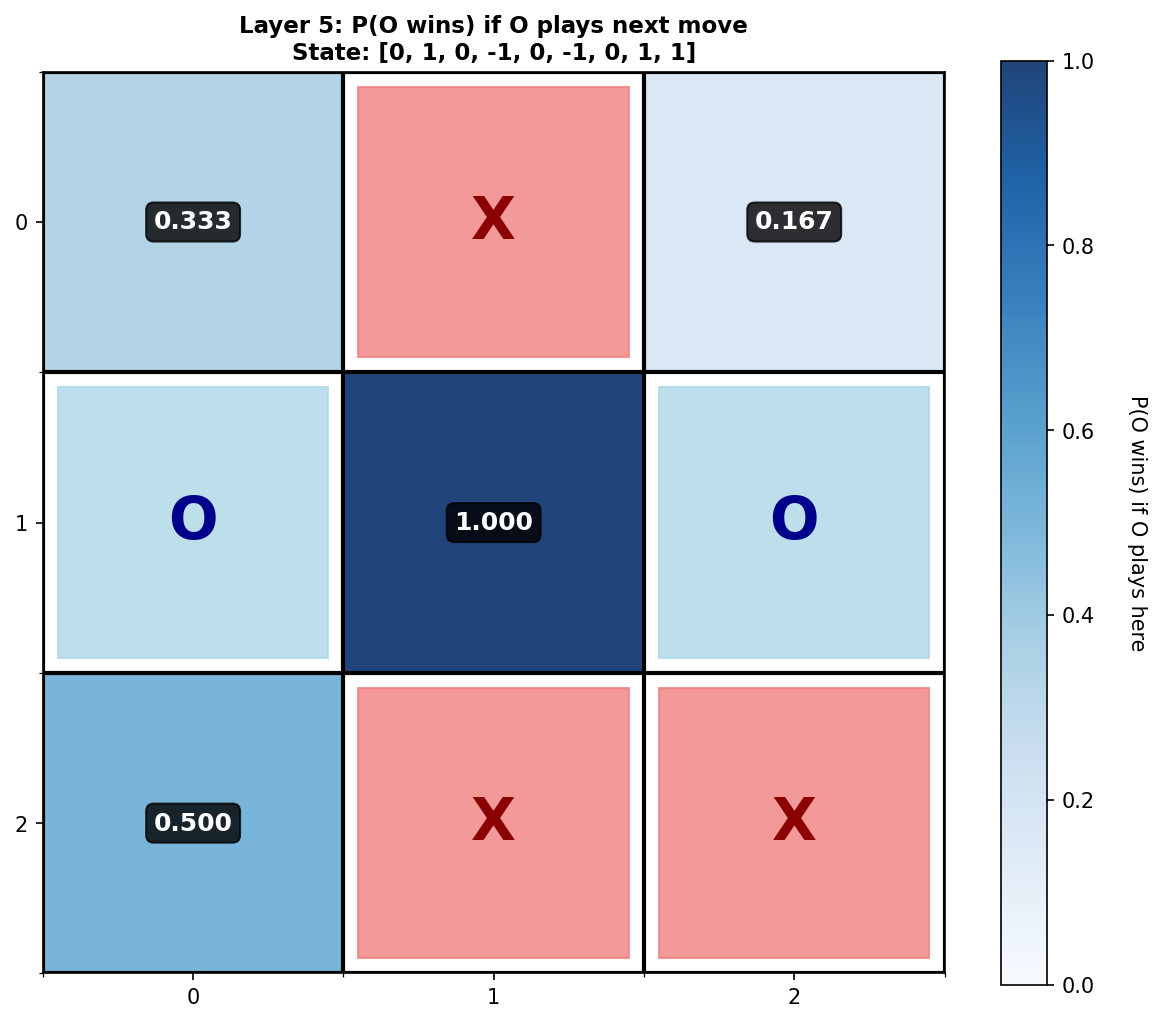 Layer 5: P(O wins) if O plays next move
State: [0, 1, 0, -1, 0, -1, 0, 1, 1]
0
0.333
X
0.167
1
O
1.000
O
2
0.500
X
X
0
1
2
1.0
0.8
0.6
0.4
0.2
0.0
P(O wins) if O plays here